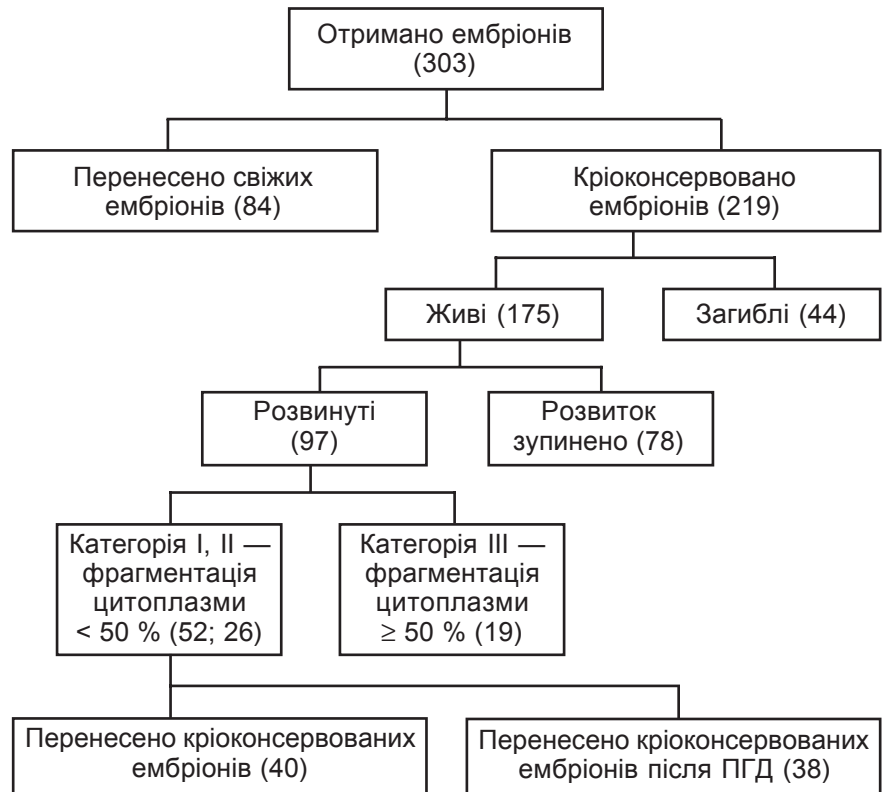 Отримано ембріонів
(303)
Перенесено свіжих
ембріонів (84)
Кріоконсервовано
ембріонів (219)
Живі (175)
Загиблі (44)
Розвинуті
(97)
Розвиток
зупинено (78)
Категорія I, II —
фрагментація
цитоплазми
< 50 % (52; 26)
Категорія III —
фрагментація
цитоплазми
≥ 50 % (19)
Перенесено кріоконсервованих
ембріонів (40)
Перенесено кріоконсервованих
ембріонів після ПГД (38)